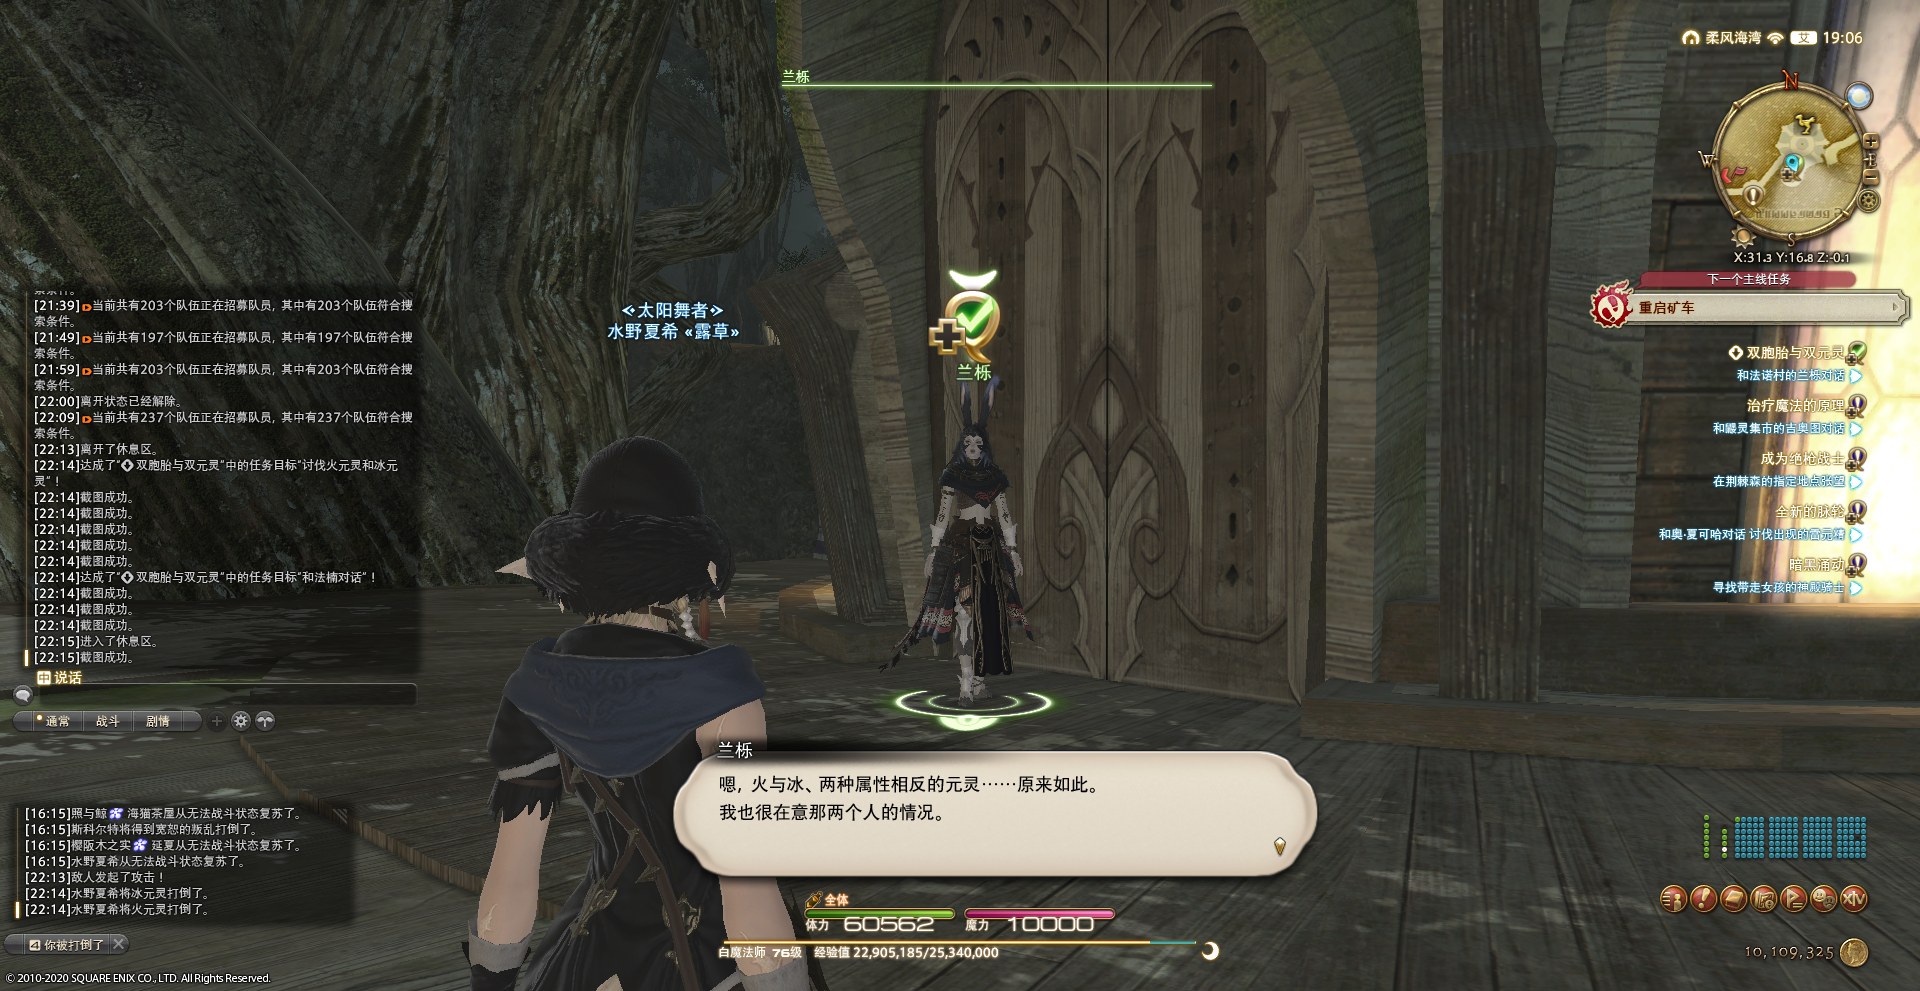 兰栎
柔风海湾 艾 19:06
N
W
E
S
X:31.3 Y:16.8 Z:-0.1
下一个主线任务
重启矿车
双胞胎与双元灵
和法诺村的兰栎对话
治疗魔法的原理
和鼹灵集市的吉奥图对话
成为绝枪战士
在荆棘森的指定地点张望
全新的脉轮
和奥·夏可哈对话 讨伐出现的雷元精
暗黑涌动
寻找带走女孩的神殿骑士
太阳舞者
水野夏希 «露草»
兰栎
索条件。
[21:39]当前共有203个队伍正在招募队员, 其中有203个队伍符合搜
索条件。
[21:49]当前共有197个队伍正在招募队员, 其中有197个队伍符合搜
索条件。
[21:59]当前共有203个队伍正在招募队员, 其中有203个队伍符合搜
索条件。
[22:00]离开状态已经解除。
[22:09]当前共有237个队伍正在招募队员, 其中有237个队伍符合搜
索条件。
[22:13]离开了休息区。
[22:14]达成了“双胞胎与双元灵”中的任务目标“讨伐火元灵和冰元
灵”！
[22:14]截图成功。
[22:14]截图成功。
[22:14]截图成功。
[22:14]截图成功。
[22:14]截图成功。
[22:14]达成了“双胞胎与双元灵”中的任务目标“和法楠对话”！
[22:14]截图成功。
[22:14]截图成功。
[22:14]截图成功。
[22:15]进入了休息区。
[22:15]截图成功。
说话
通常 战斗 剧情
兰栎
嗯, 火与冰、两种属性相反的元灵……原来如此。
我也很在意那两个人的情况。
[16:15]照与鲸 海猫茶屋从无法战斗状态复苏了。
[16:15]斯科尔特将得到宽恕的叛乱打倒了。
[16:15]樱阪木之实 延夏从无法战斗状态复苏了。
[16:15]水野夏希从无法战斗状态复苏了。
[22:13]敌人发起了攻击！
[22:14]水野夏希将冰元灵打倒了。
[22:14]水野夏希将火元灵打倒了。
4 你被打倒了
全体
体力 60562 魔力 10000
白魔法师 76级 经验值 22,905,185/25,340,000
10,109,325
© 2010-2020 SQUARE ENIX CO., LTD. All Rights Reserved.